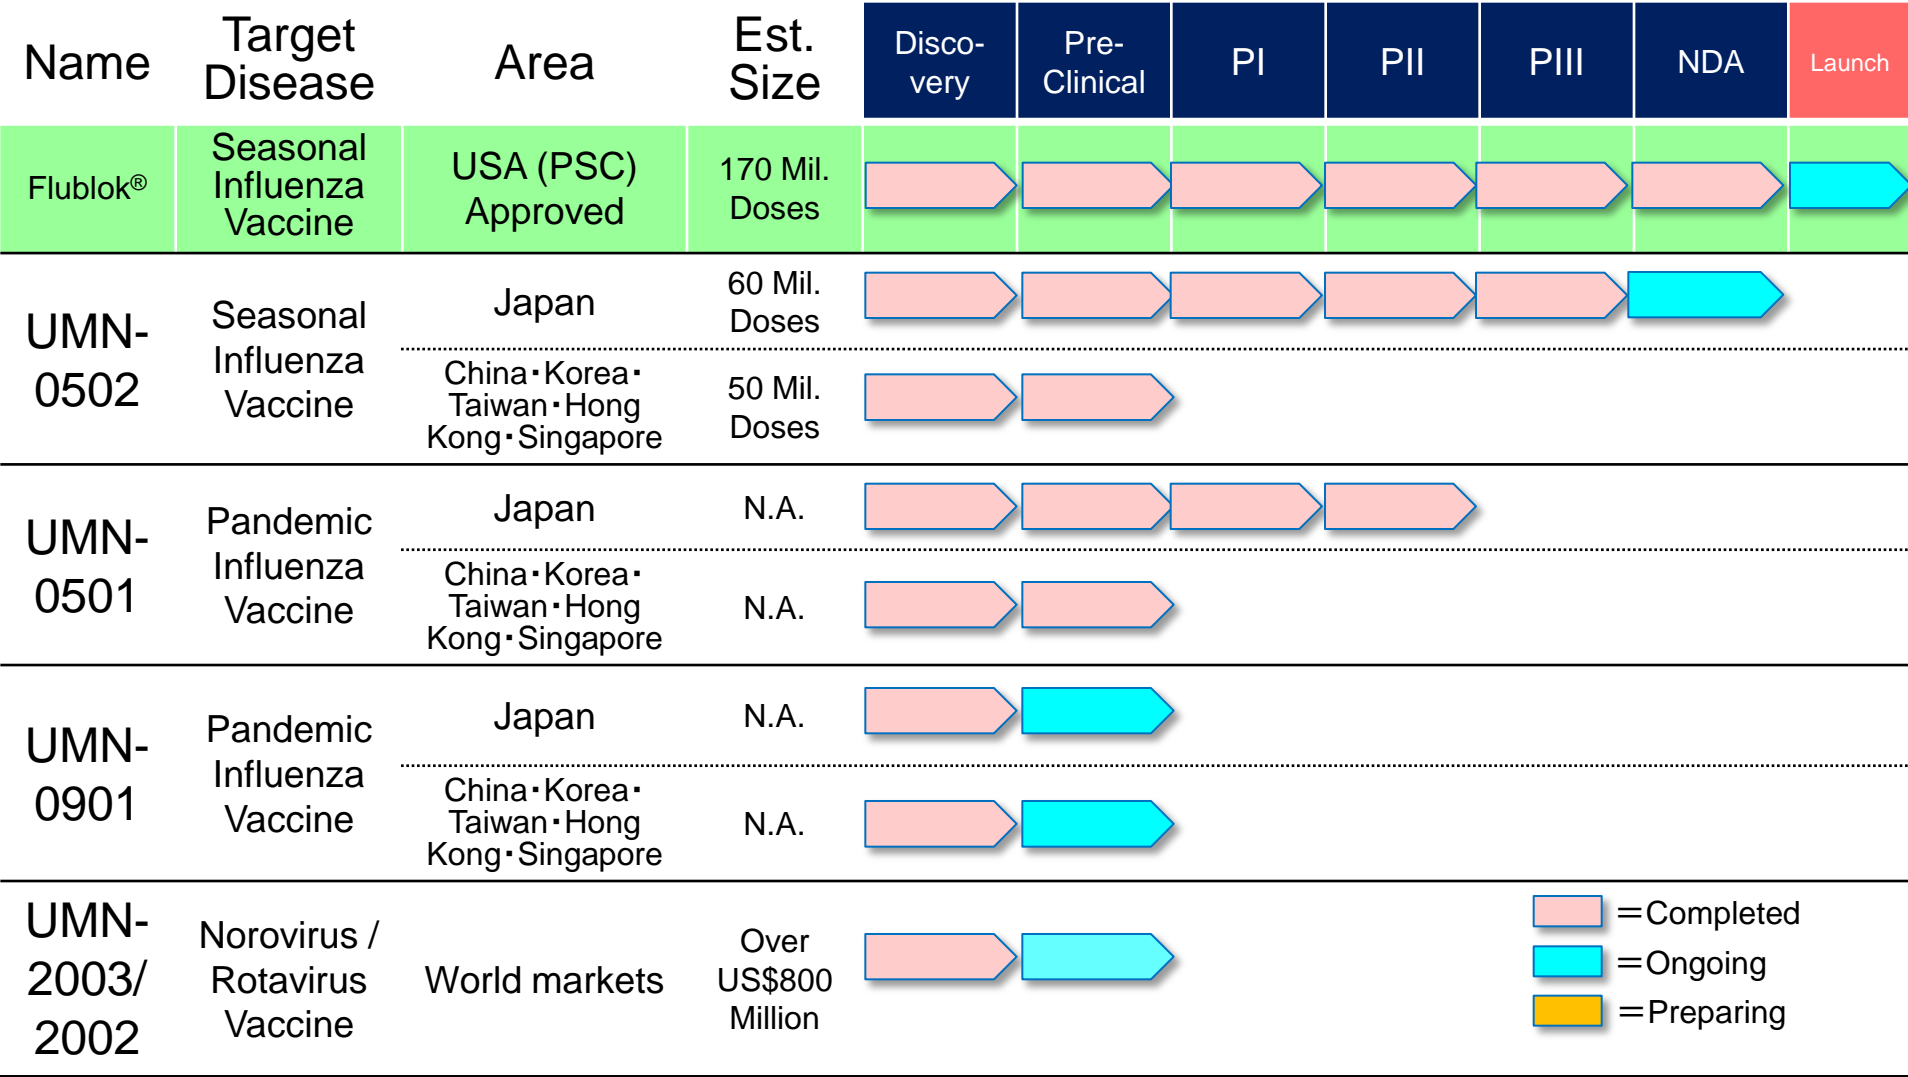 Name
Target
Disease
Area
Est.
Size
Disco-
very
Pre-
Clinical
PI
PII
PIII
NDA
Launch
Flublok®
Seasonal
Influenza
Vaccine
USA (PSC)
Approved
170 Mil.
Doses
UMN-
0502
Seasonal
Influenza
Vaccine
Japan
60 Mil.
Doses
China・Korea・
Taiwan・Hong
Kong・Singapore
50 Mil.
Doses
UMN-
0501
Pandemic
Influenza
Vaccine
Japan
N.A.
China・Korea・
Taiwan・Hong
Kong・Singapore
N.A.
UMN-
0901
Pandemic
Influenza
Vaccine
Japan
N.A.
China・Korea・
Taiwan・Hong
Kong・Singapore
N.A.
UMN-
2003/
2002
Norovirus /
Rotavirus
Vaccine
World markets
Over
US$800
Million
＝Completed
＝Ongoing
＝Preparing